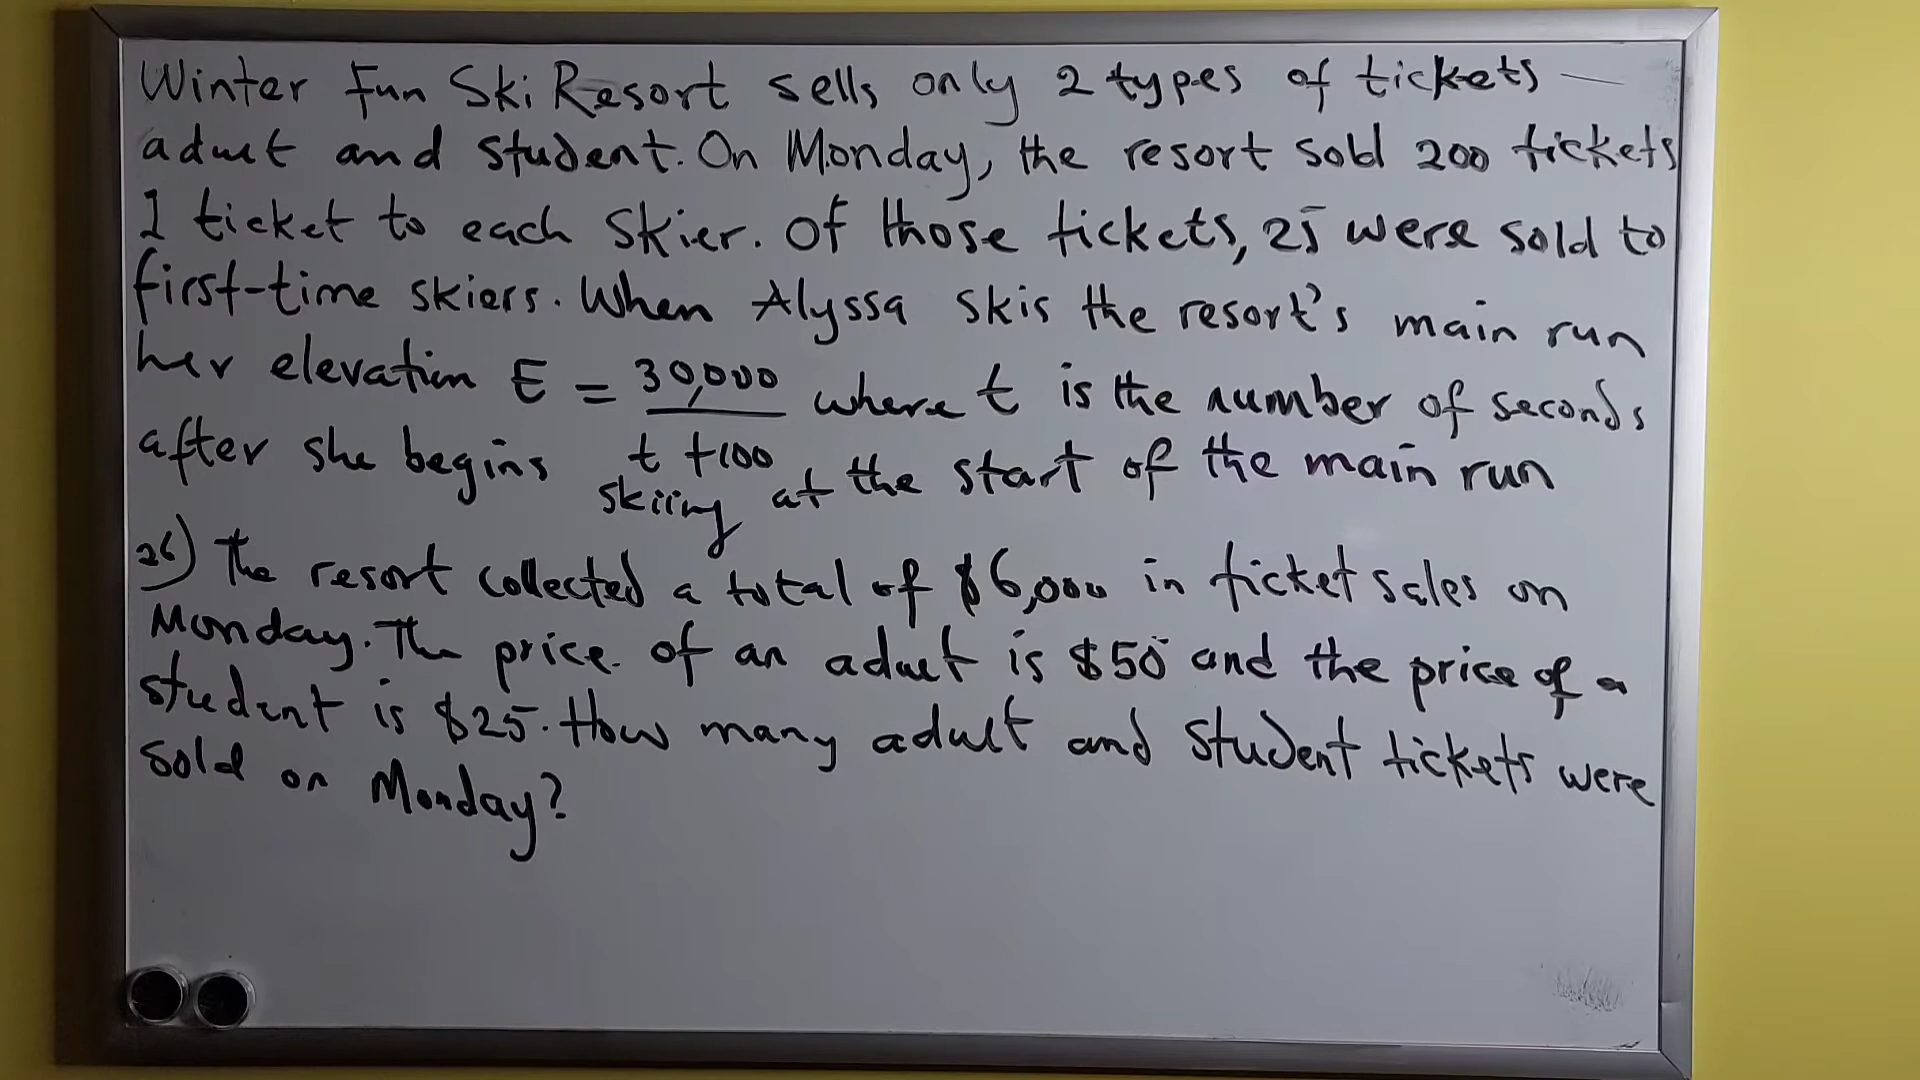 Winter Fun Ski Resort sells only 2 types of tickets —
adult and student. On Monday, the resort sold 200 tickets
1 ticket to each skier. Of those tickets, 25 were sold to
first-time skiers. When Alyssa skis the resort's main run
her elevation E = 30,000 where t is the number of seconds
after she begins t + 100 at the start of the main run
skiing
26) The resort collected a total of $6,000 in ticket sales on
Monday. The price of an adult is $50 and the price of a
student is $25. How many adult and student tickets were
sold on Monday?